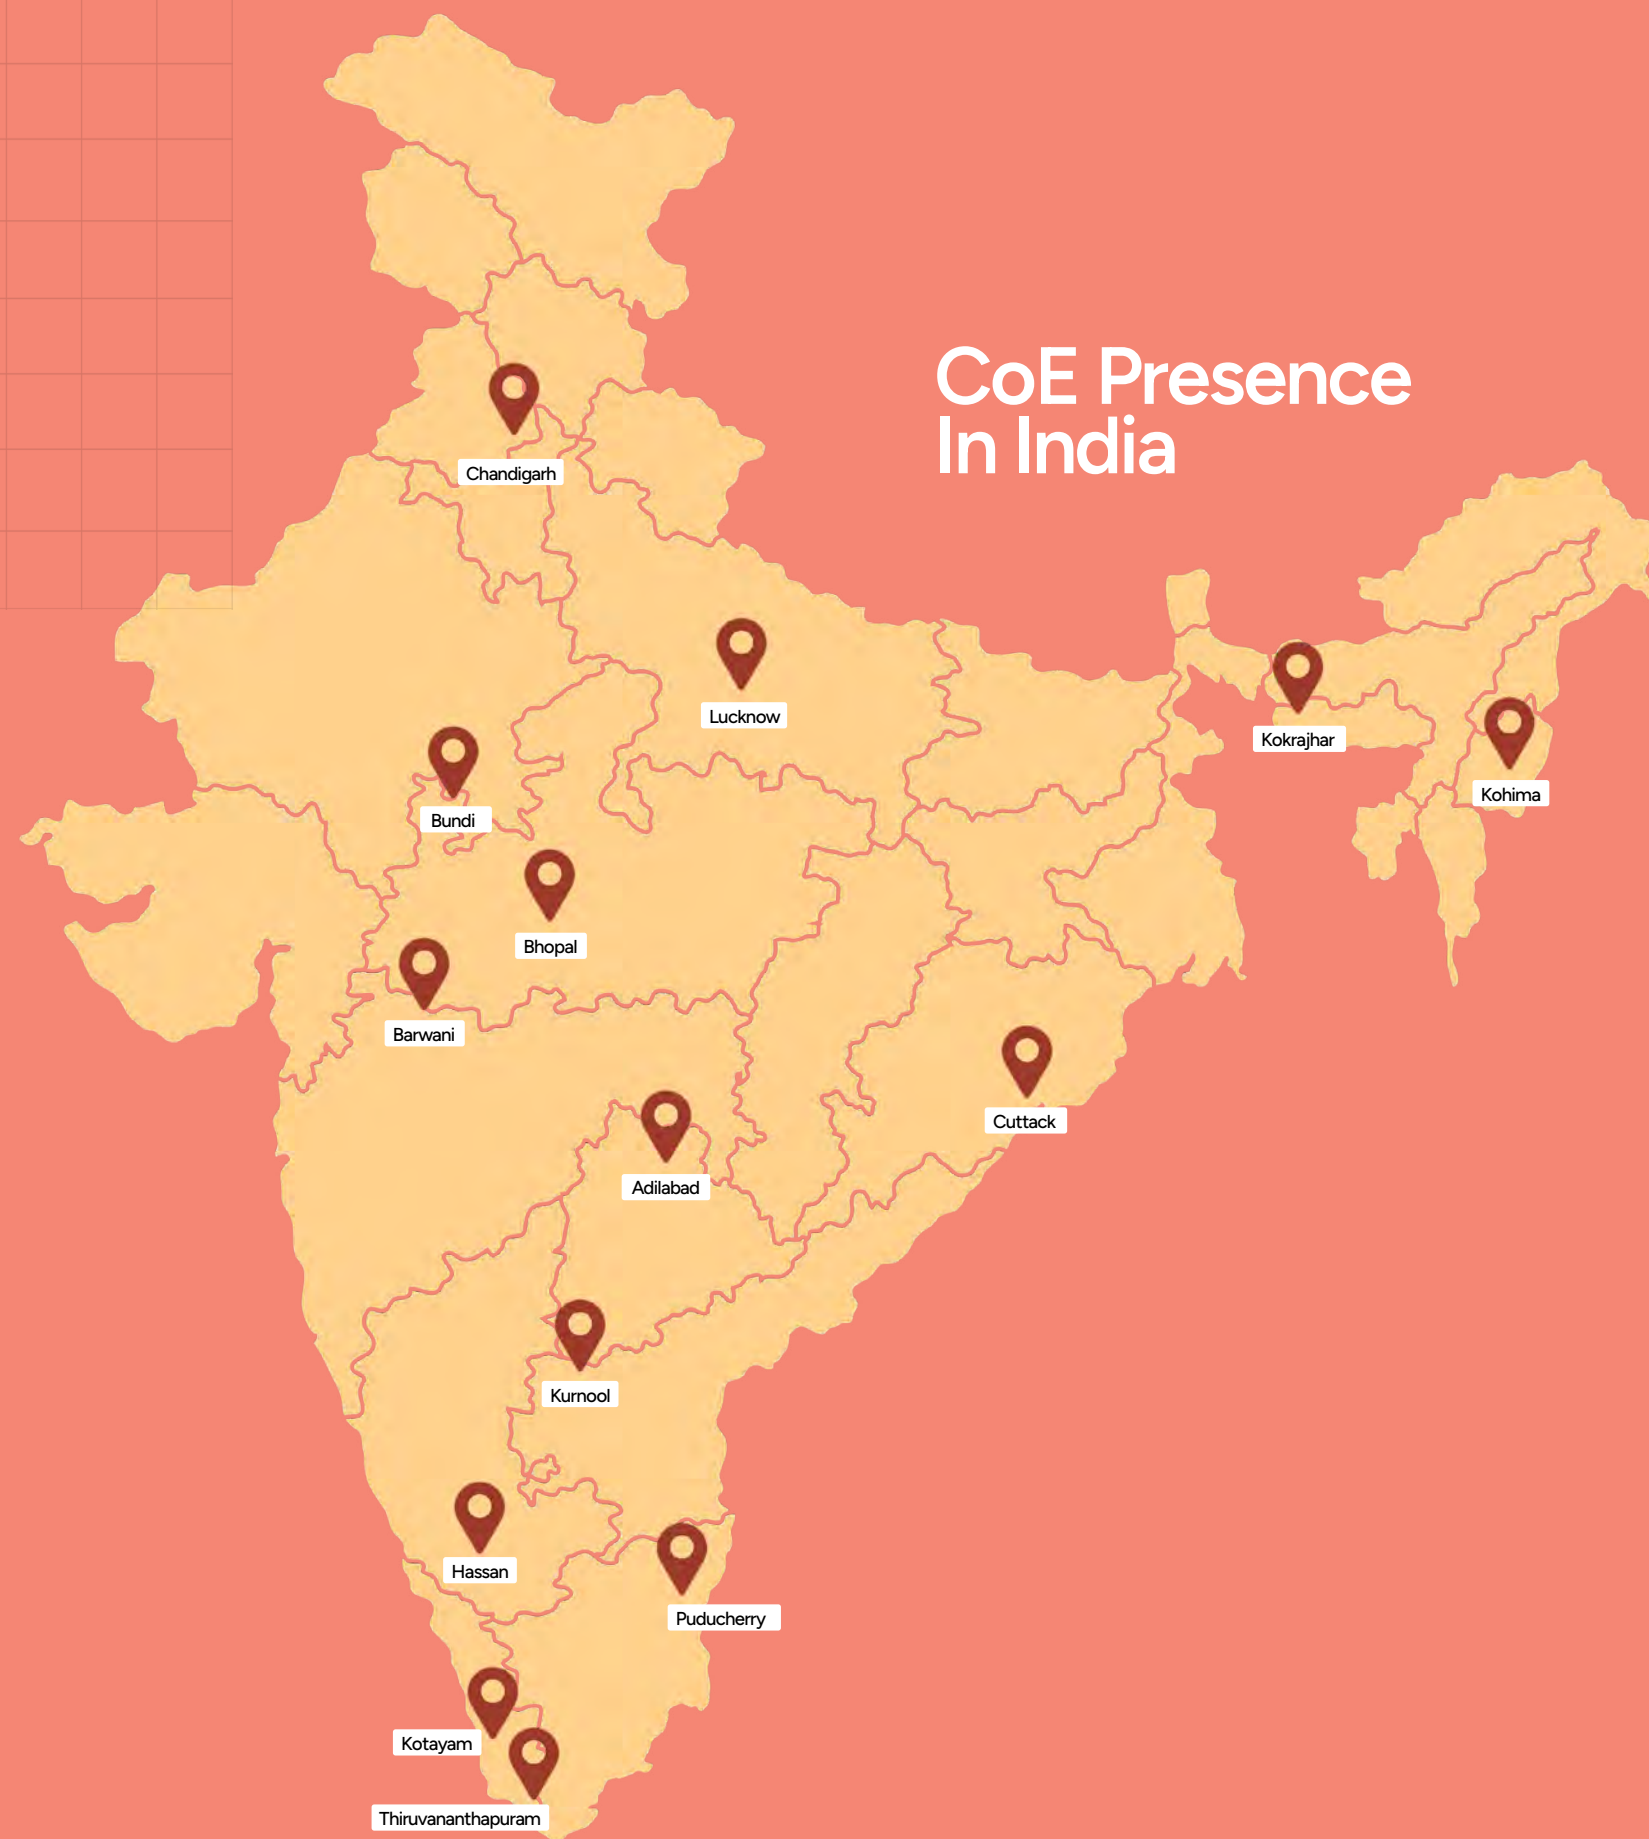 CoE Presence
In India
Chandigarh
Lucknow
Kokrajhar
Kohima
Bundi
Bhopal
Barwani
Cuttack
Adilabad
Kurnool
Hassan
Puducherry
Kotayam
Thiruvananthapuram